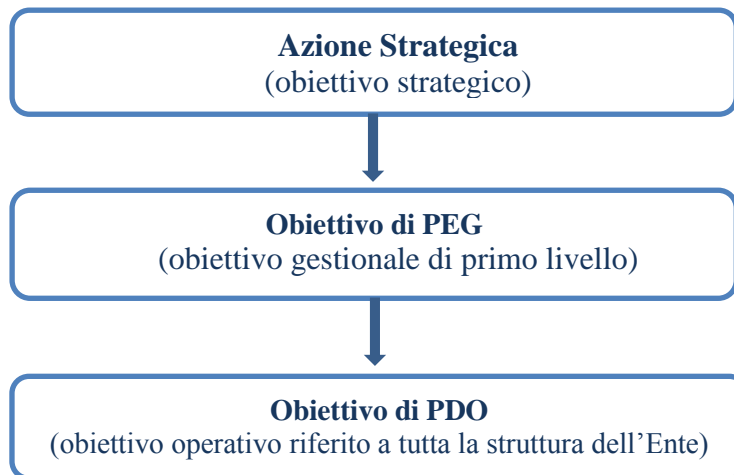 Azione Strategica
(obiettivo strategico)
Obiettivo di PEG
(obiettivo gestionale di primo livello)
Obiettivo di PDO
(obiettivo operativo riferito a tutta la struttura dell’Ente)